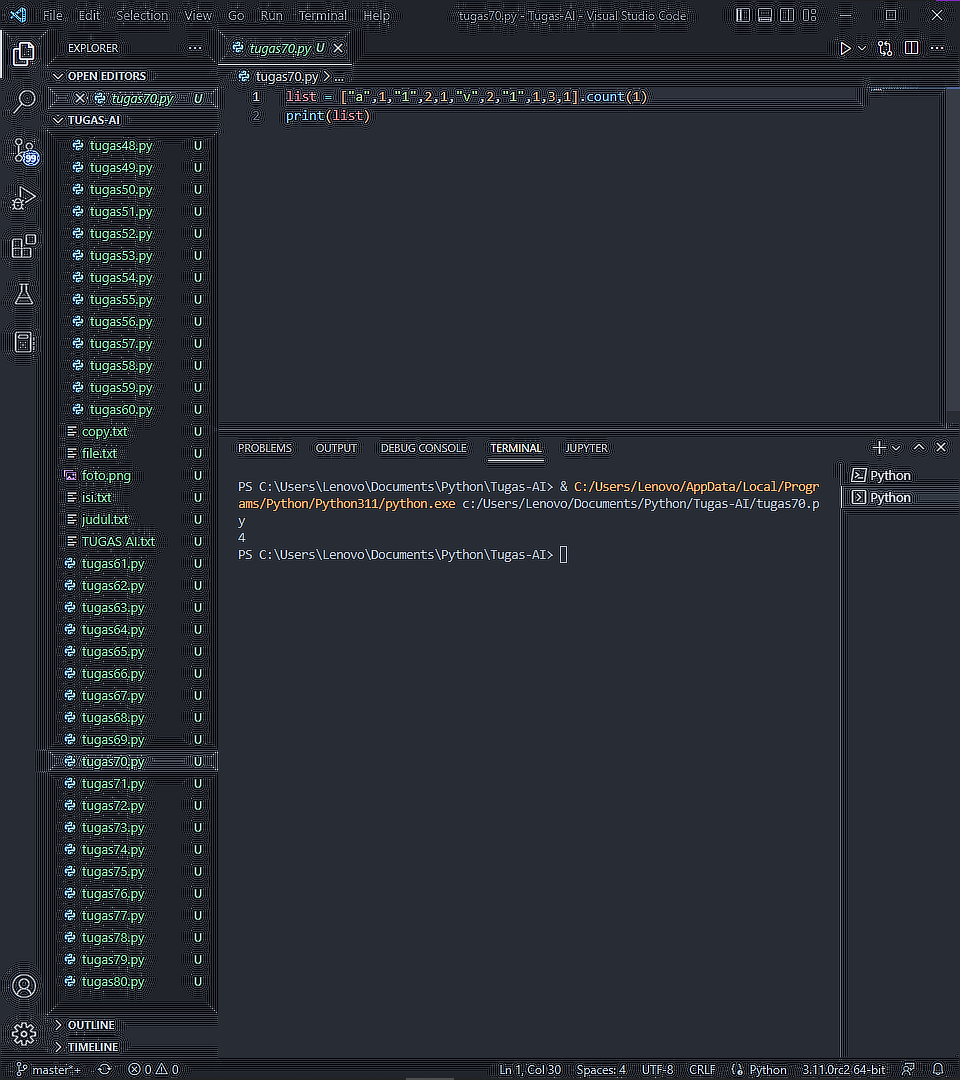 File Edit Selection View Go Run Terminal Help
tugas70.py - Tugas-AI - Visual Studio Code
EXPLORER
tugas70.py U
OPEN EDITORS
tugas70.py > ...
tugas70.py U
1 list = ["a",1,"1",2,1,"v",2,"1",1,3,1].count(1)
2 print(list)
TUGAS-AI
tugas48.py U
tugas49.py U
tugas50.py U
tugas51.py U
tugas52.py U
tugas53.py U
tugas54.py U
tugas55.py U
tugas56.py U
tugas57.py U
tugas58.py U
tugas59.py U
tugas60.py U
copy.txt U
file.txt U
foto.png U
isi.txt U
judul.txt U
TUGAS AI.txt U
tugas61.py U
tugas62.py U
tugas63.py U
tugas64.py U
tugas65.py U
tugas66.py U
tugas67.py U
tugas68.py U
tugas69.py U
tugas70.py U
tugas71.py U
tugas72.py U
tugas73.py U
tugas74.py U
tugas75.py U
tugas76.py U
tugas77.py U
tugas78.py U
tugas79.py U
tugas80.py U
OUTLINE
TIMELINE
99
PROBLEMS OUTPUT DEBUG CONSOLE TERMINAL JUPYTER
PS C:\Users\Lenovo\Documents\Python\Tugas-AI> & C:/Users/Lenovo/AppData/Local/Progr
ams/Python/Python311/python.exe c:/Users/Lenovo/Documents/Python/Tugas-AI/tugas70.p
y
4
PS C:\Users\Lenovo\Documents\Python\Tugas-AI>
Python
Python
master*+ 0 0 Ln 1, Col 30 Spaces: 4 UTF-8 CRLF Python 3.11.0rc2 64-bit